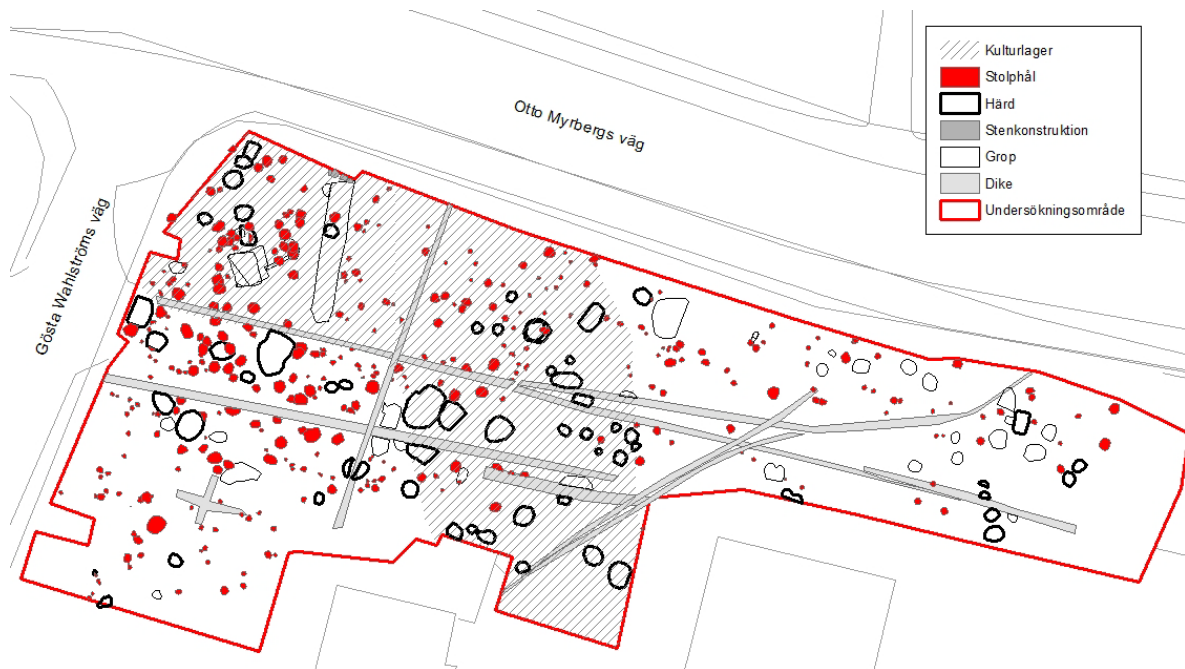 Otto Myrbergs väg
Gösta Wahlströms väg
Kulturlager
Stolphål
Härd
Stenkonstruktion
Grop
Dike
Undersökningsområde